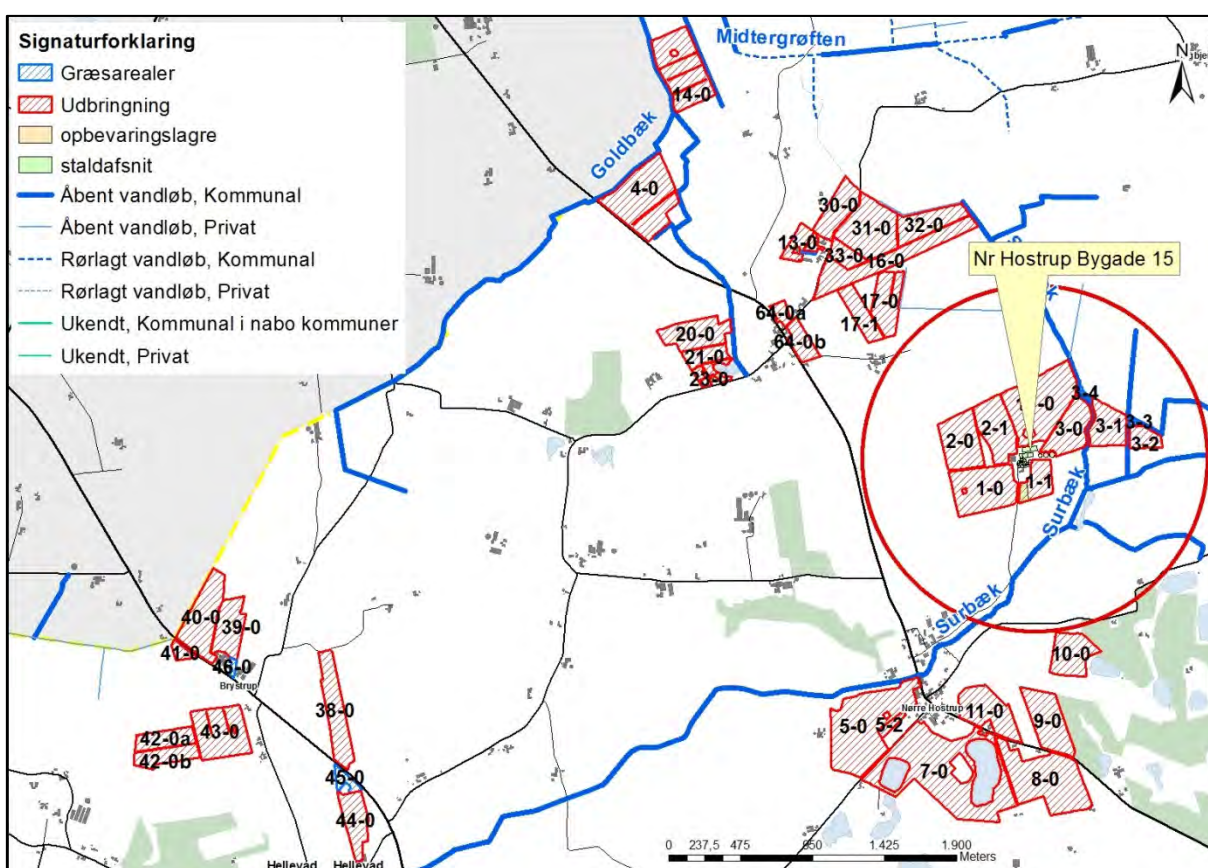 Signaturforklaring
Græsarealer
Udbringning
opbevaringslagre
staldafsnit
Åbent vandløb, Kommunal
Åbent vandløb, Privat
Rørlagt vandløb, Kommunal
Rørlagt vandløb, Privat
Ukendt, Kommunal i nabo kommuner
Ukendt, Privat
Midtergrøften
N
14-0
Goldbæk
4-0
30-0
31-0
32-0
13-0
33-0
16-0
Nr Hostrup Bygade 15
17-0
17-1
64-0a
64-0b
20-0
21-0
23-0
3-4
2-1
2-0
3-0
3-1
3-3
3-2
1-0
1-1
Surbæk
Surbæk
40-0
39-0
41-0
46-0
Brystrup
10-0
38-0
Nørre Hostrup
11-0
9-0
5-0
5-2
43-0
42-0a
42-0b
45-0
7-0
8-0
44-0
0 237,5 475 950 1.425 1.900
Meters
Hellevad Hellevad